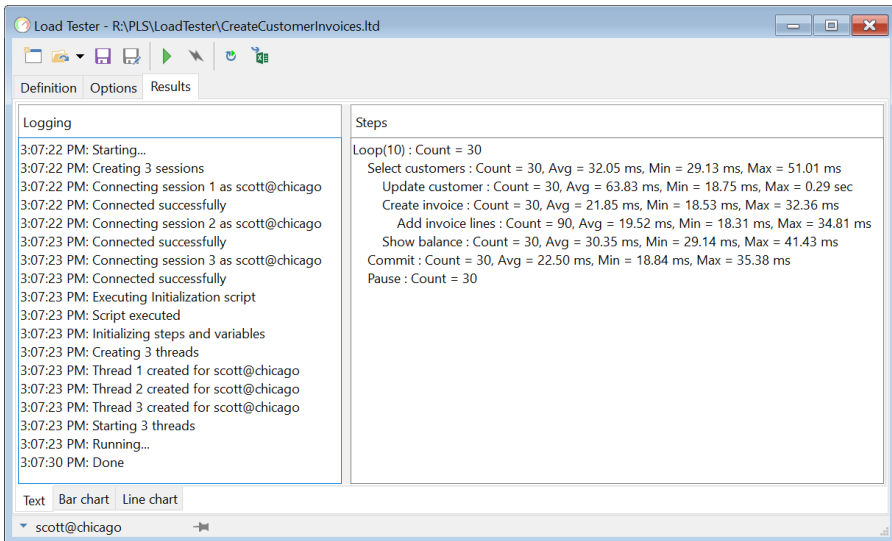 Load Tester - R:\PLS\LoadTester\CreateCustomerInvoices.ltd
Definition Options Results
Logging
3:07:22 PM: Starting...
3:07:22 PM: Creating 3 sessions
3:07:22 PM: Connecting session 1 as scott@chicago
3:07:22 PM: Connected successfully
3:07:22 PM: Connecting session 2 as scott@chicago
3:07:23 PM: Connected successfully
3:07:23 PM: Connecting session 3 as scott@chicago
3:07:23 PM: Connected successfully
3:07:23 PM: Executing Initialization script
3:07:23 PM: Script executed
3:07:23 PM: Initializing steps and variables
3:07:23 PM: Creating 3 threads
3:07:23 PM: Thread 1 created for scott@chicago
3:07:23 PM: Thread 2 created for scott@chicago
3:07:23 PM: Thread 3 created for scott@chicago
3:07:23 PM: Starting 3 threads
3:07:23 PM: Running...
3:07:30 PM: Done
Steps
Loop(10) : Count = 30
Select customers : Count = 30, Avg = 32.05 ms, Min = 29.13 ms, Max = 51.01 ms
Update customer : Count = 30, Avg = 63.83 ms, Min = 18.75 ms, Max = 0.29 sec
Create invoice : Count = 30, Avg = 21.85 ms, Min = 18.53 ms, Max = 32.36 ms
Add invoice lines : Count = 90, Avg = 19.52 ms, Min = 18.31 ms, Max = 34.81 ms
Show balance : Count = 30, Avg = 30.35 ms, Min = 29.14 ms, Max = 41.43 ms
Commit : Count = 30, Avg = 22.50 ms, Min = 18.84 ms, Max = 35.38 ms
Pause : Count = 30
Text Bar chart Line chart
scott@chicago